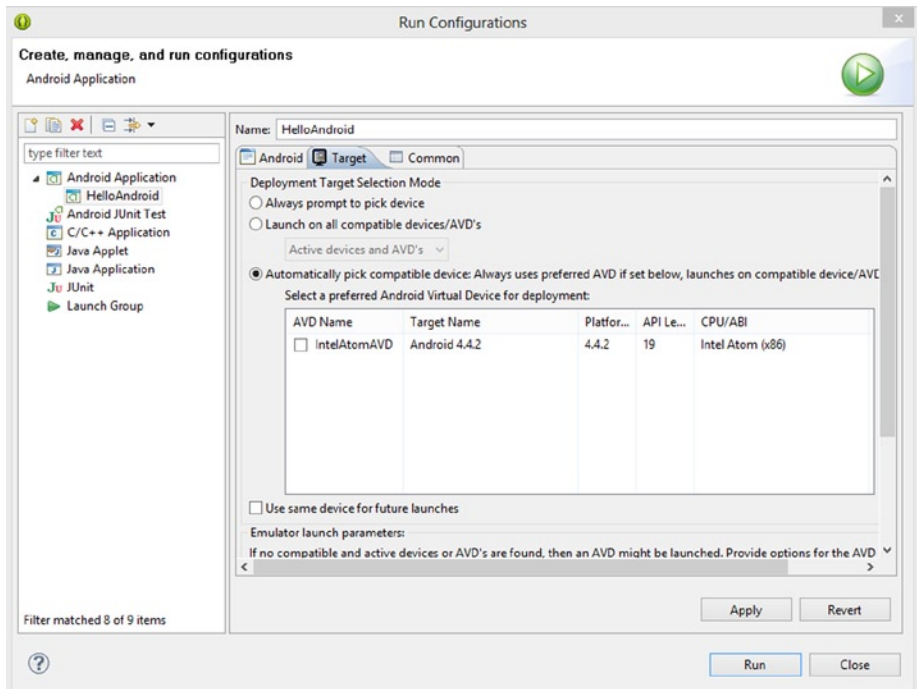 Run Configurations
Create, manage, and run configurations
Android Application
type filter text
Android Application
HelloAndroid
Android JUnit Test
C/C++ Application
Java Applet
Java Application
JUnit
Launch Group
Filter matched 8 of 9 items
Name: HelloAndroid
Android Target Common
Deployment Target Selection Mode
Always prompt to pick device
Launch on all compatible devices/AVD's
Active devices and AVD's
Automatically pick compatible device: Always uses preferred AVD if set below, launches on compatible device/AVD
Select a preferred Android Virtual Device for deployment:
AVD Name Target Name Platfor... API Le... CPU/ABI
IntelAtomAVD Android 4.4.2 4.4.2 19 Intel Atom (x86)
Use same device for future launches
Emulator launch parameters:
If no compatible and active devices or AVD's are found, then an AVD might be launched. Provide options for the AVD
Apply Revert
Run Close